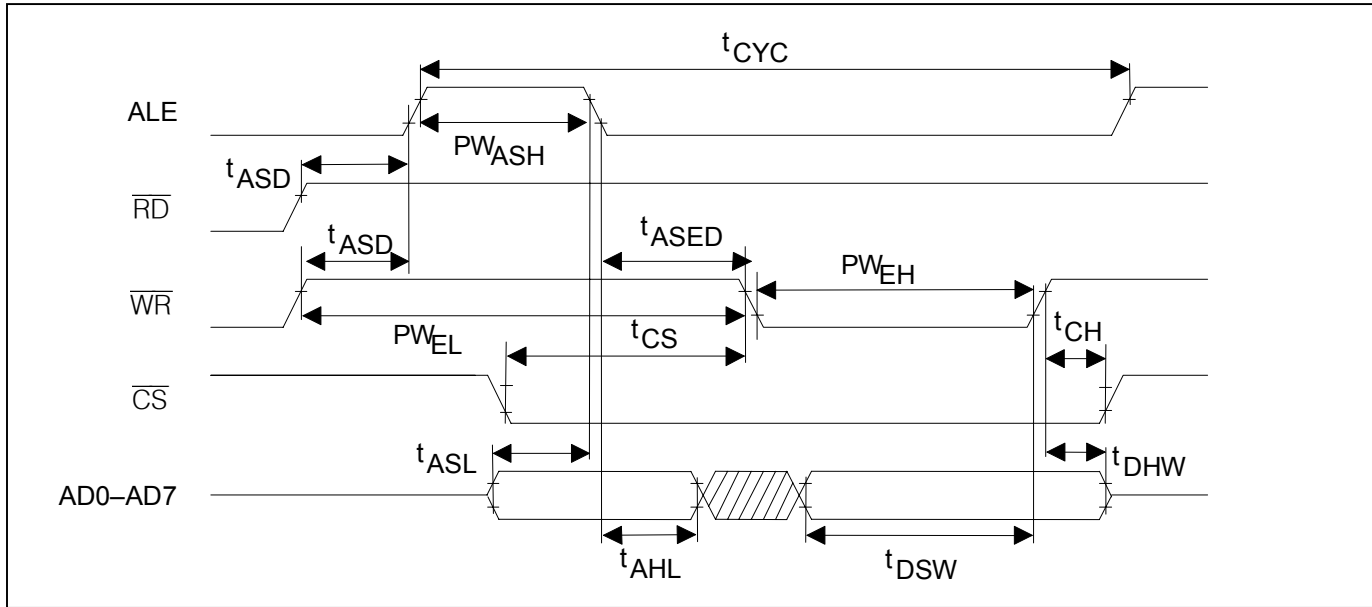 tCYC
ALE
PWASH
tASD
RD
tASD
tASED
PWEH
WR
PWEL
tCS
tCH
CS
tASL
tDHW
AD0–AD7
tAHL
tDSW